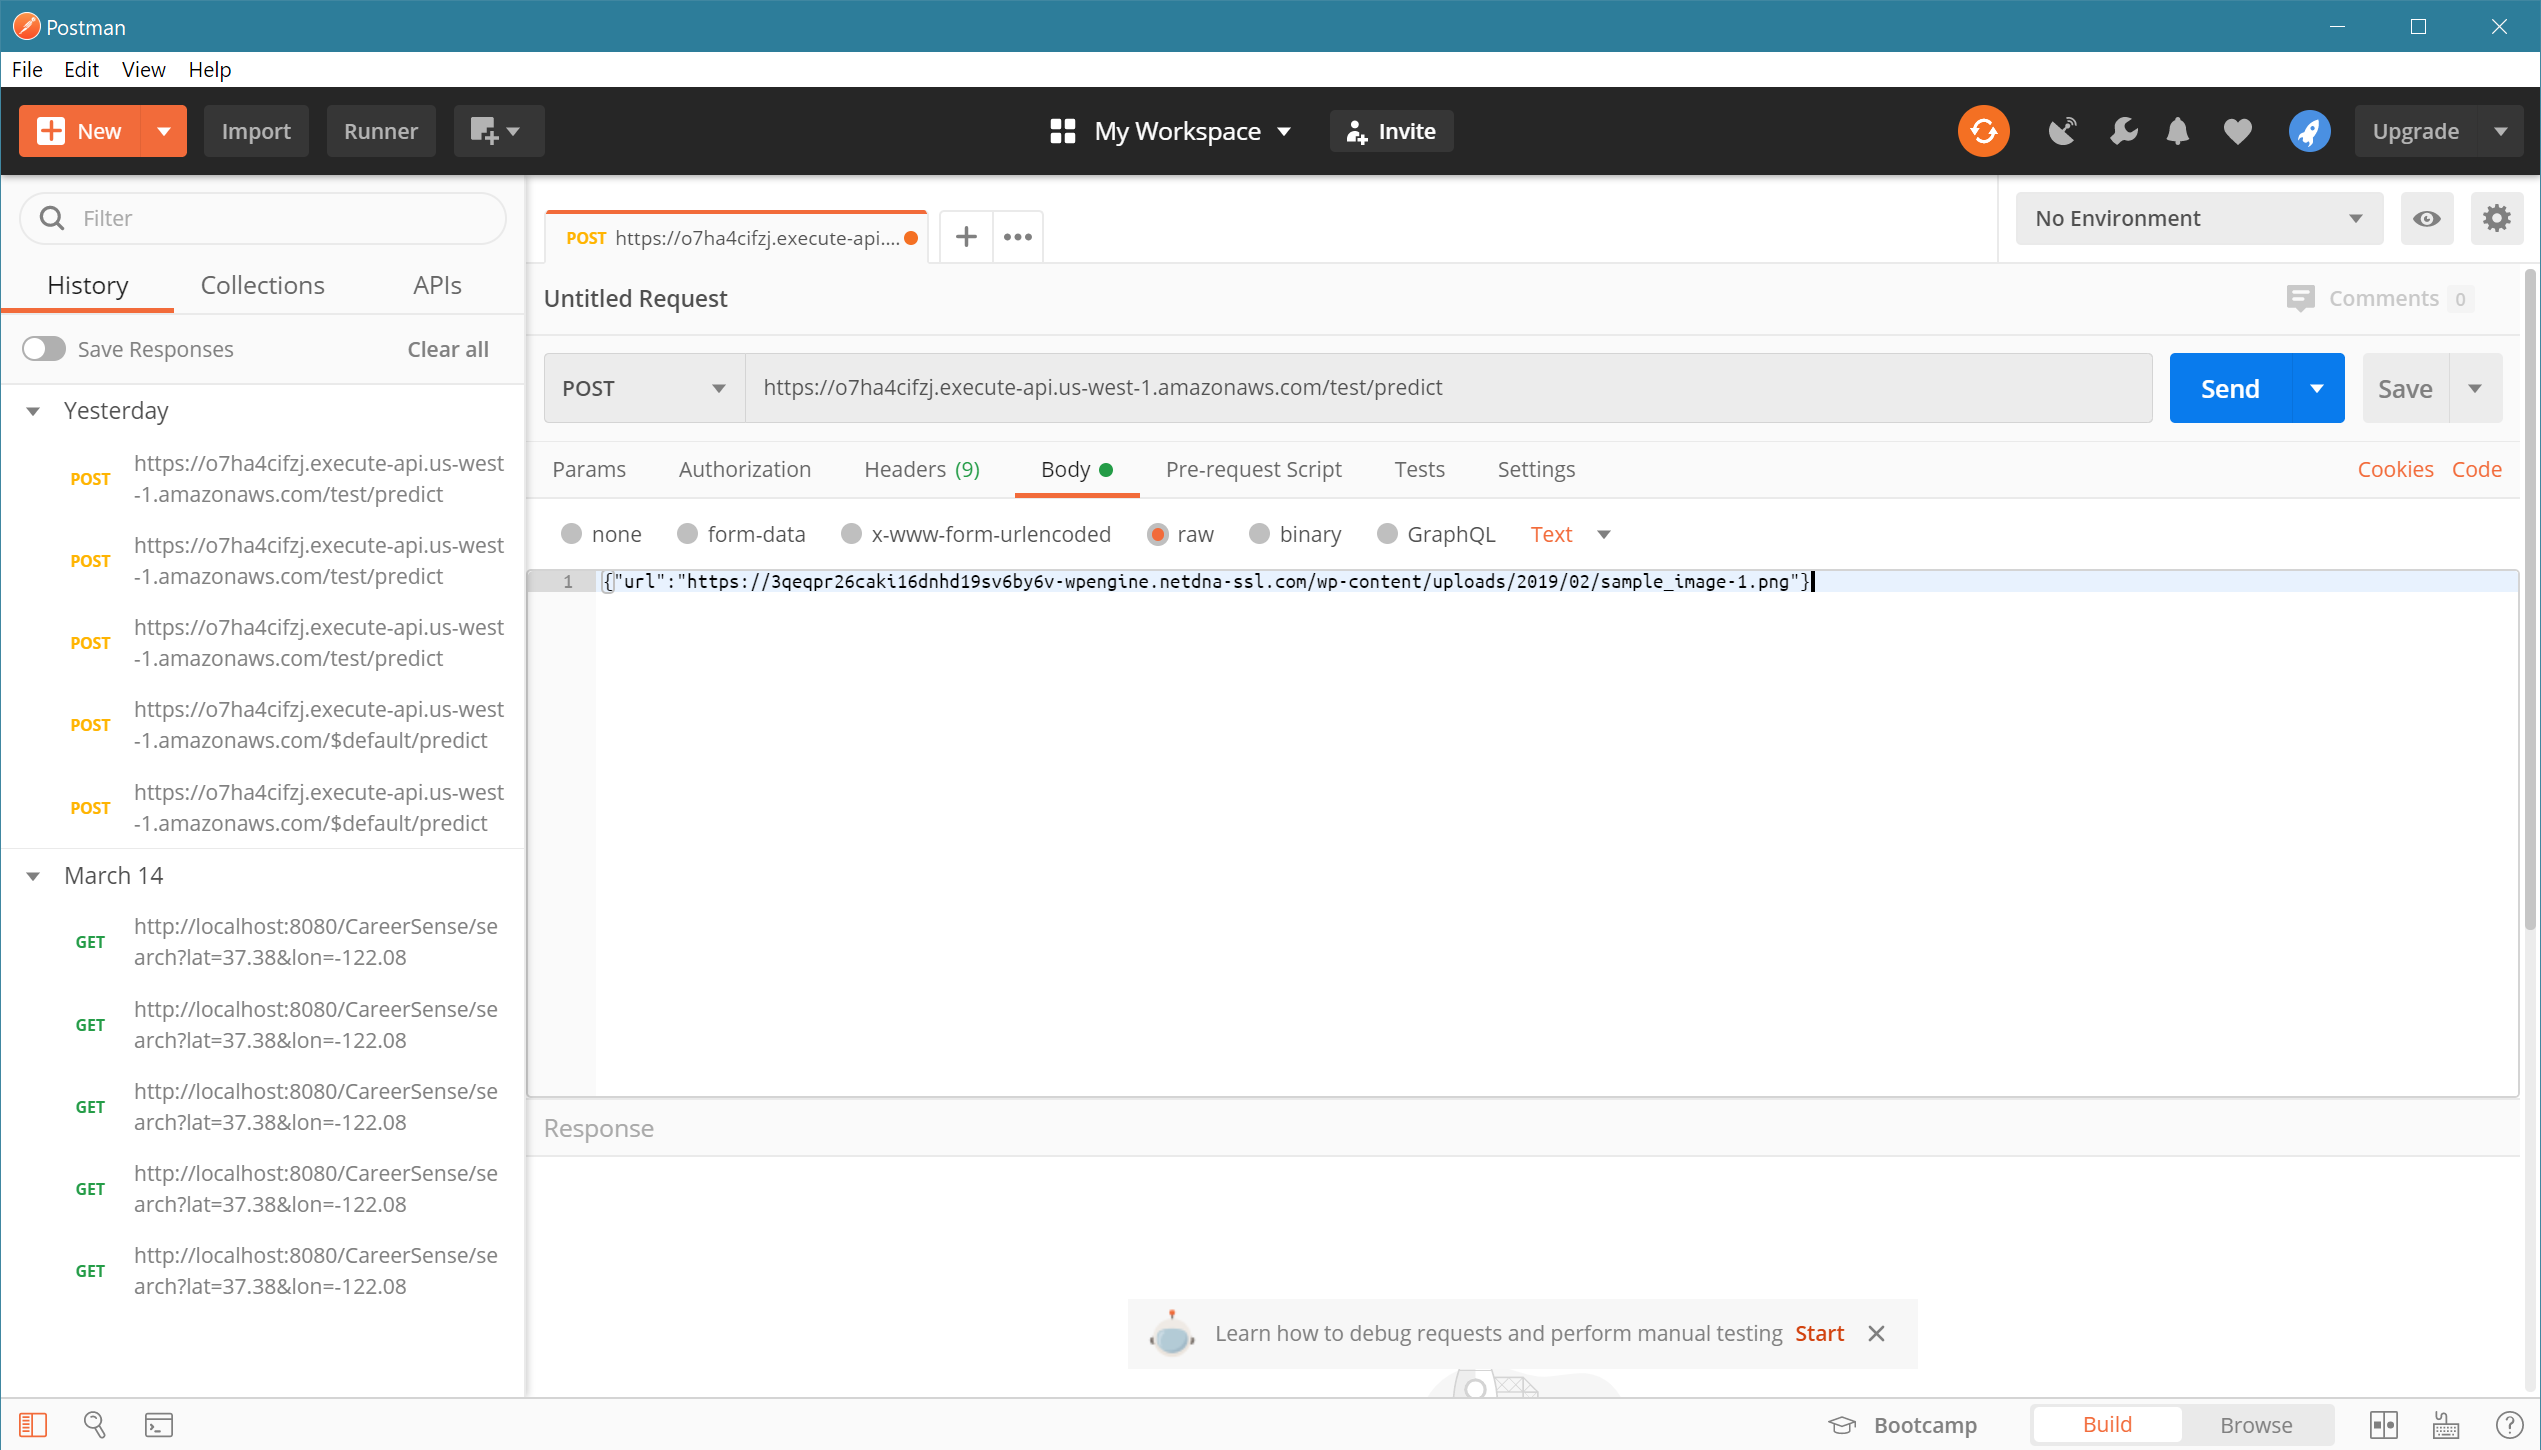 Postman
File Edit View Help
New Import Runner My Workspace Invite Upgrade
Filter
History Collections APIs
Save Responses Clear all
Yesterday
POST https://o7ha4cifzj.execute-api.us-west
-1.amazonaws.com/test/predict
POST https://o7ha4cifzj.execute-api.us-west
-1.amazonaws.com/test/predict
POST https://o7ha4cifzj.execute-api.us-west
-1.amazonaws.com/test/predict
POST https://o7ha4cifzj.execute-api.us-west
-1.amazonaws.com/$default/predict
POST https://o7ha4cifzj.execute-api.us-west
-1.amazonaws.com/$default/predict
March 14
GET http://localhost:8080/CareerSense/se
arch?lat=37.38&lon=-122.08
GET http://localhost:8080/CareerSense/se
arch?lat=37.38&lon=-122.08
GET http://localhost:8080/CareerSense/se
arch?lat=37.38&lon=-122.08
GET http://localhost:8080/CareerSense/se
arch?lat=37.38&lon=-122.08
GET http://localhost:8080/CareerSense/se
arch?lat=37.38&lon=-122.08
POST https://o7ha4cifzj.execute-api....
No Environment
Untitled Request
Comments 0
POST https://o7ha4cifzj.execute-api.us-west-1.amazonaws.com/test/predict Send Save
Params Authorization Headers (9) Body Pre-request Script Tests Settings Cookies Code
none form-data x-www-form-urlencoded raw binary GraphQL Text
1 {"url":"https://3qeqpr26caki16dnhd19sv6by6v-wpengine.netdna-ssl.com/wp-content/uploads/2019/02/sample_image-1.png"}
Response
Learn how to debug requests and perform manual testing Start
Bootcamp Build Browse